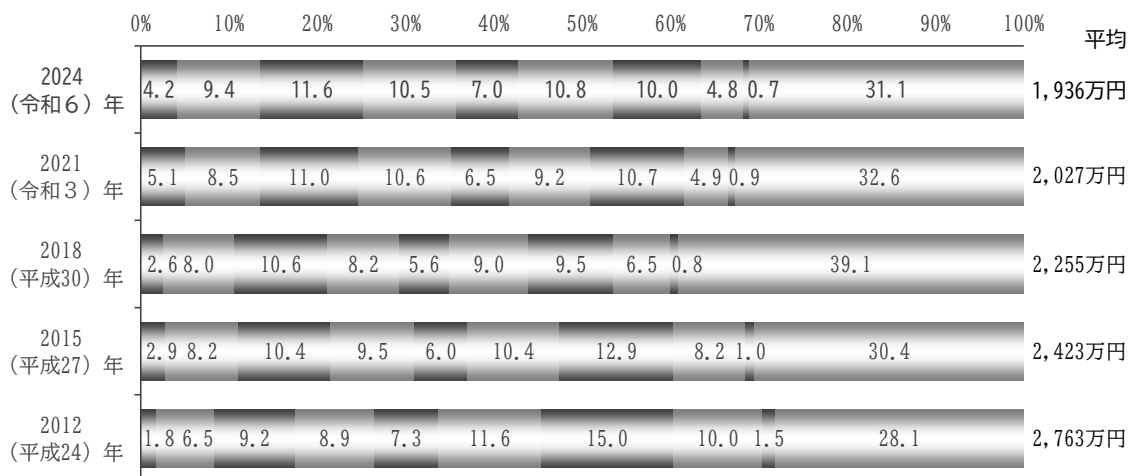 0% 10% 20% 30% 40% 50% 60% 70% 80% 90% 100%
平均
2024
(令和6)年
4.2 9.4 11.6 10.5 7.0 10.8 10.0 4.8 0.7 31.1
1,936万円
2021
(令和3)年
5.1 8.5 11.0 10.6 6.5 9.2 10.7 4.9 0.9 32.6
2,027万円
2018
(平成30)年
2.6 8.0 10.6 8.2 5.6 9.0 9.5 6.5 0.8 39.1
2,255万円
2015
(平成27)年
2.9 8.2 10.4 9.5 6.0 10.4 12.9 8.2 1.0 30.4
2,423万円
2012
(平成24)年
1.8 6.5 9.2 8.9 7.3 11.6 15.0 10.0 1.5 28.1
2,763万円